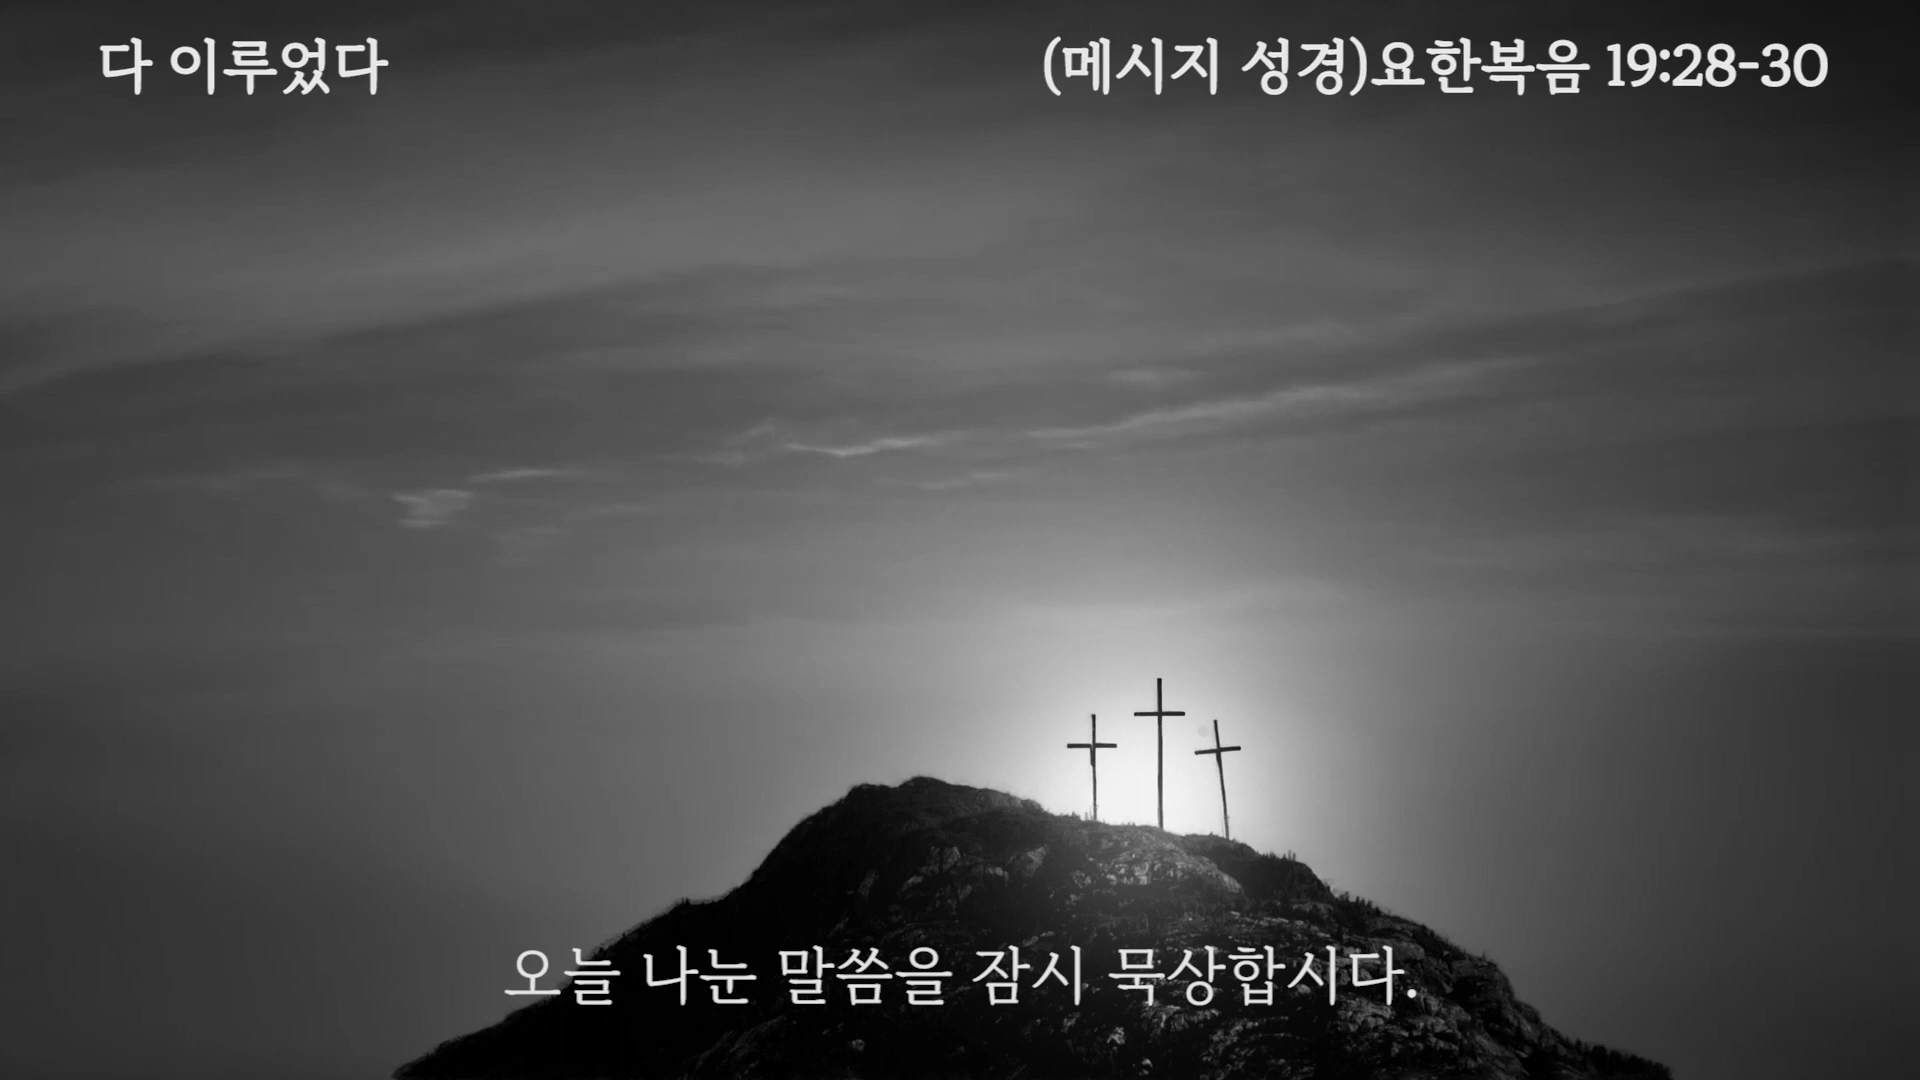 다 이루었다
(메시지 성경)요한복음 19:28-30
오늘 나눈 말씀을 잠시 묵상합시다.